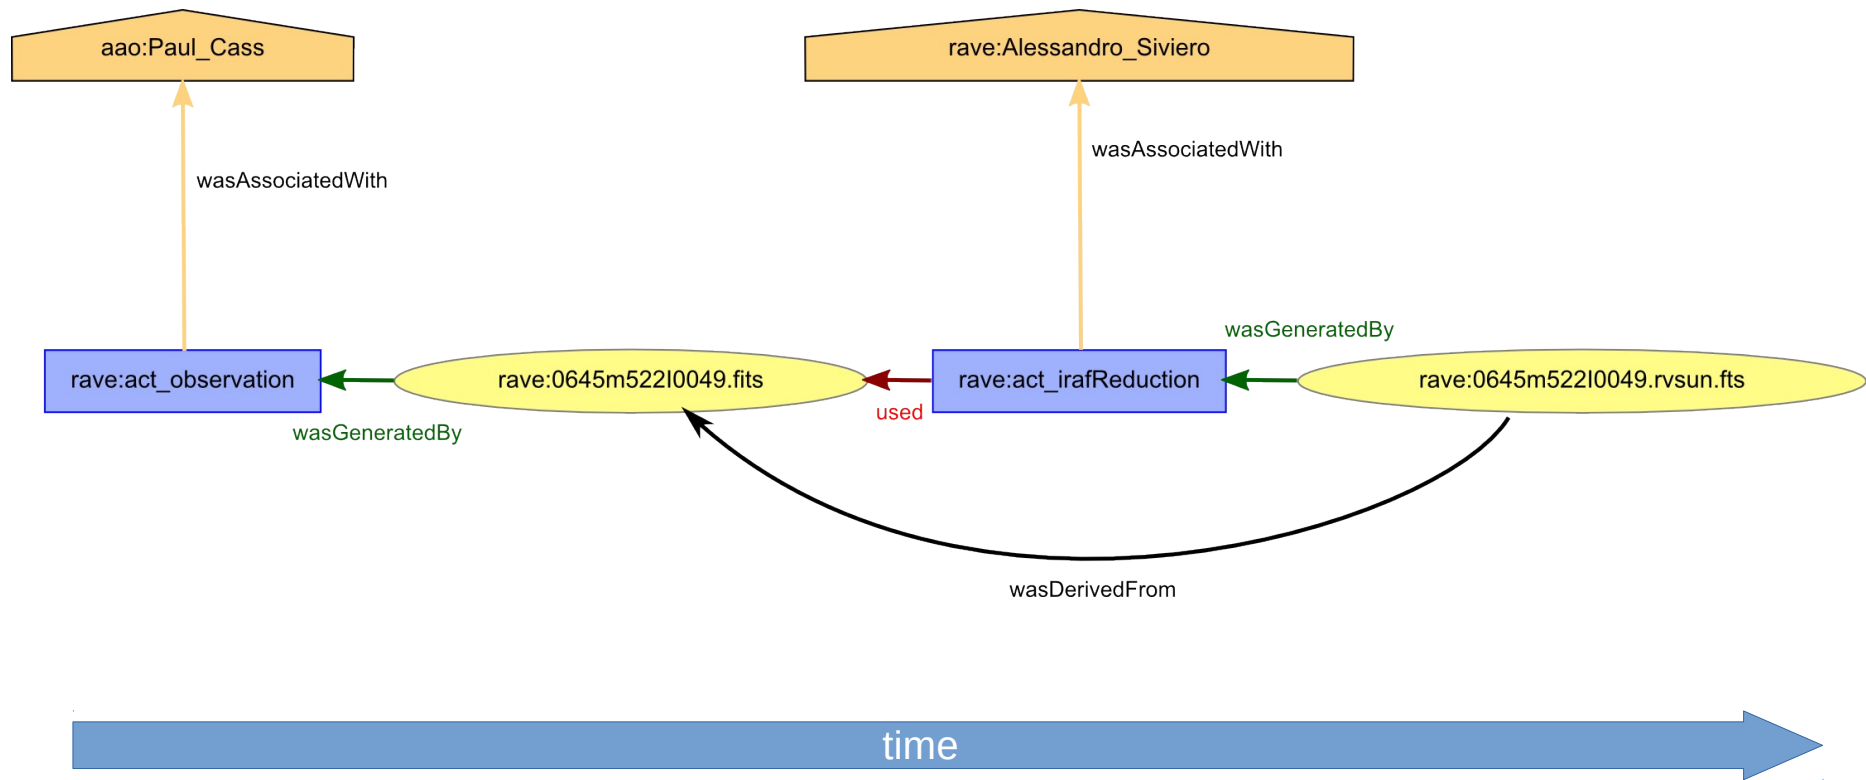 aao:Paul_Cass
rave:Alessandro_Siviero
wasAssociatedWith
wasAssociatedWith
wasGeneratedBy
rave:act_observation
rave:0645m522I0049.fits
rave:act_irafReduction
rave:0645m522I0049.rvsun.fts
used
wasGeneratedBy
wasDerivedFrom
time